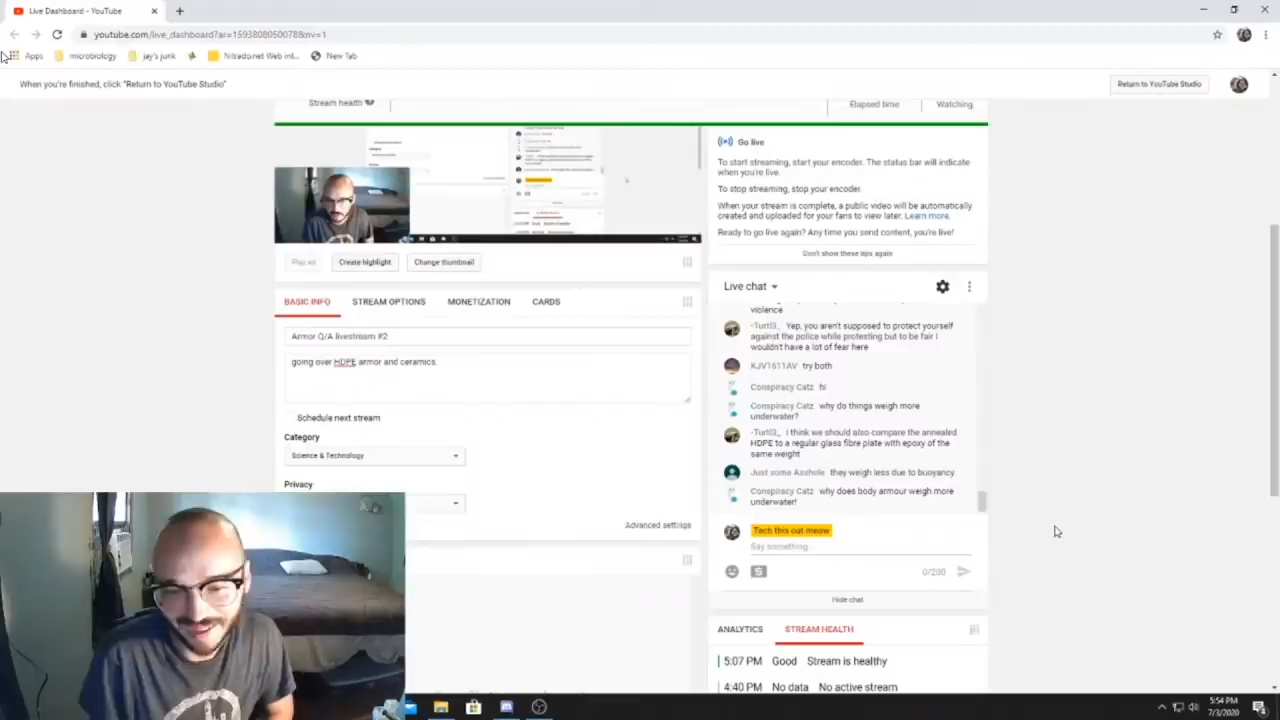 Live Dashboard - YouTube
youtube.com/live_dashboard?ar=1593808050078&nv=1
Apps microbiology jay's junk Nitrado.net Web int... New Tab
When you're finished, click "Return to YouTube Studio"
Return to YouTube Studio
Stream health
Elapsed time
Watching
Go live
To start streaming, start your encoder. The status bar will indicate
when you're live.
To stop streaming, stop your encoder.
When your stream is complete, a public video will be automatically
created and uploaded for your fans to view later. Learn more.
Ready to go live again? Any time you send content, you're live!
Don't show these tips again
Play ad
Create highlight
Change thumbnail
BASIC INFO
STREAM OPTIONS
MONETIZATION
CARDS
Armor Q/A livestream #2
going over HDPE armor and ceramics.
Schedule next stream
Category
Science & Technology
Privacy
Advanced settings
Live chat
violence
-Turtl3_ Yep, you aren't supposed to protect yourself
against the police while protesting but to be fair I
wouldn't have a lot of fear here
KJV1611AV try both
Conspiracy Catz hi
Conspiracy Catz why do things weigh more
underwater?
-Turtl3_ I think we should also compare the annealed
HDPE to a regular glass fibre plate with epoxy of the
same weight
Just some Asshole they weigh less due to buoyancy
Conspiracy Catz why does body armour weigh more
underwater!
Tech this out meow
Say something...
0/200
Hide chat
ANALYTICS
STREAM HEALTH
5:07 PM Good Stream is healthy
4:40 PM No data No active stream
5:54 PM
7/3/2020